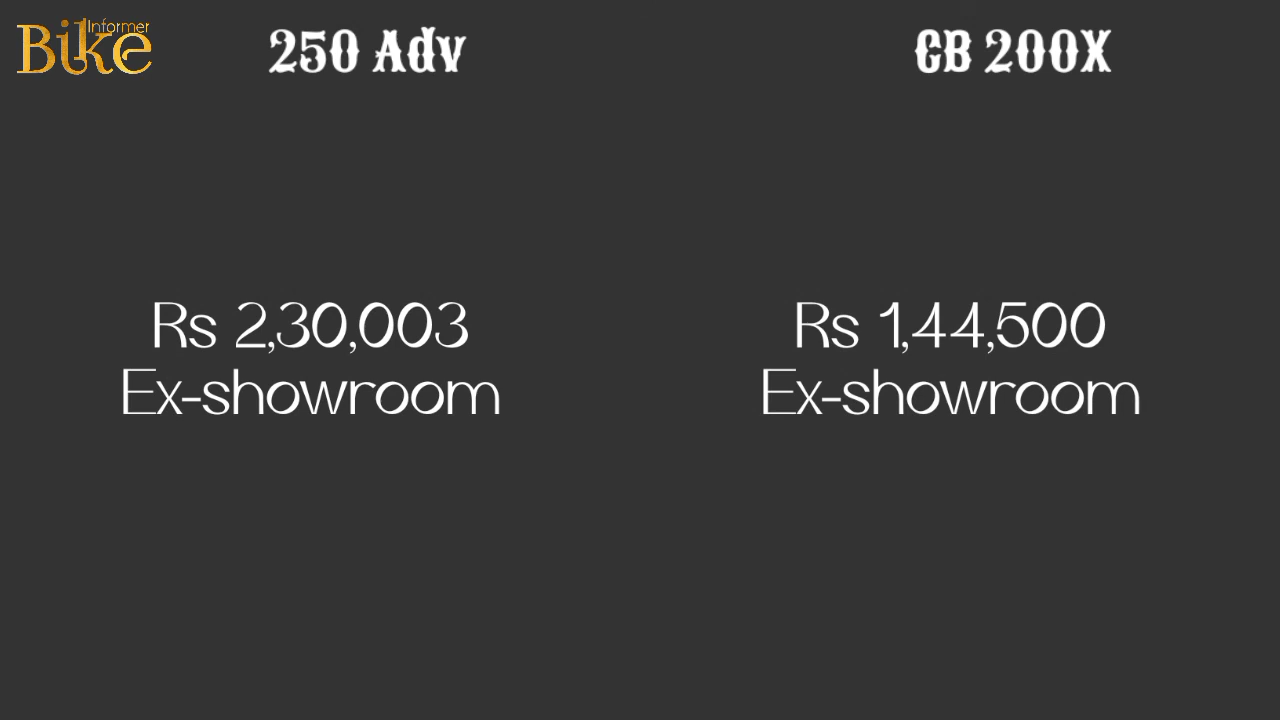 Bike Informer
250 Adv
CB 200X
Rs 2,30,003
Ex-showroom
Rs 1,44,500
Ex-showroom